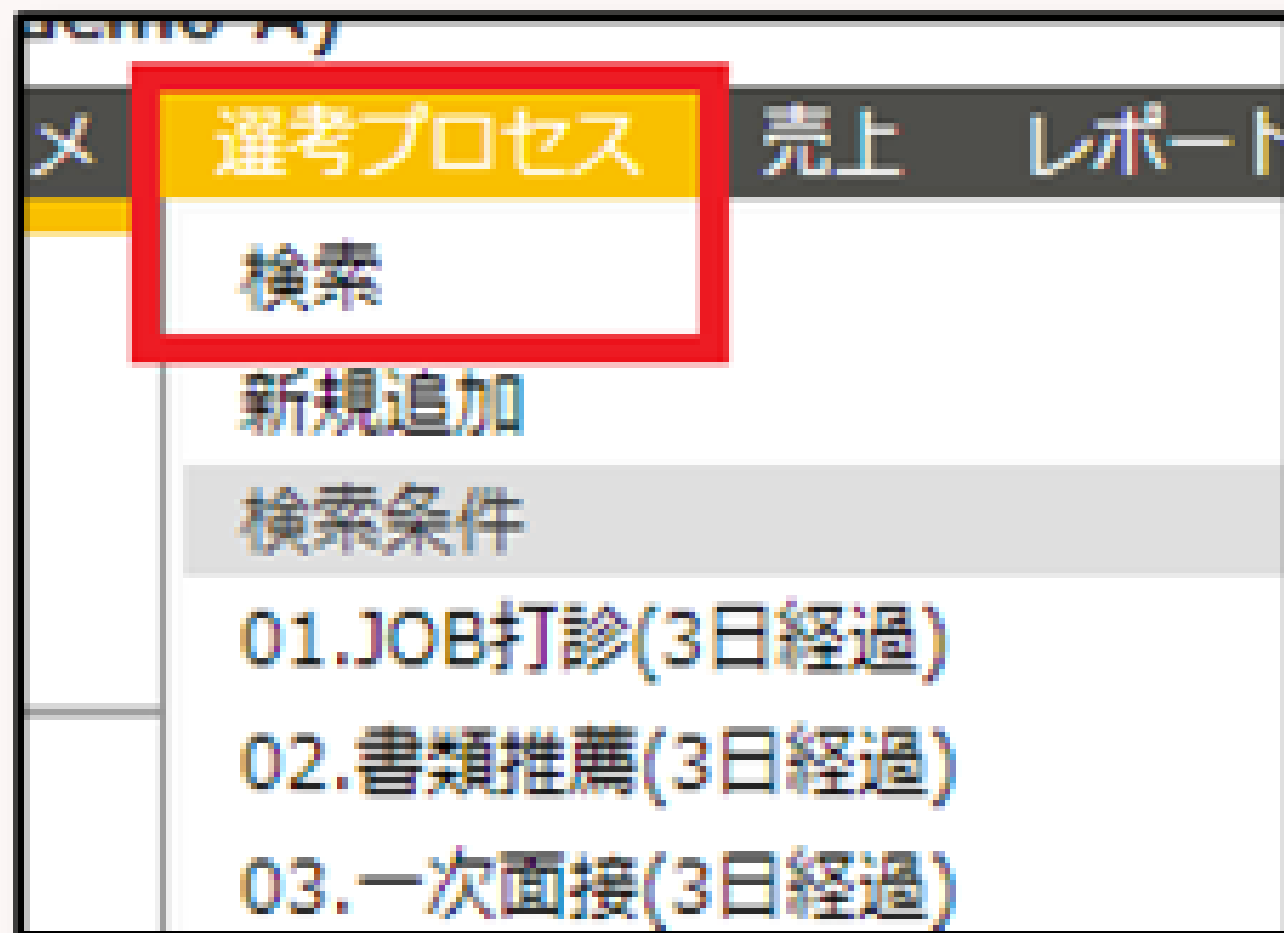 メ 選考プロセス 売上 レポート
検索
新規追加
検索条件
01.JOB打診(3日経過)
02.書類推薦(3日経過)
03.一次面接(3日経過)